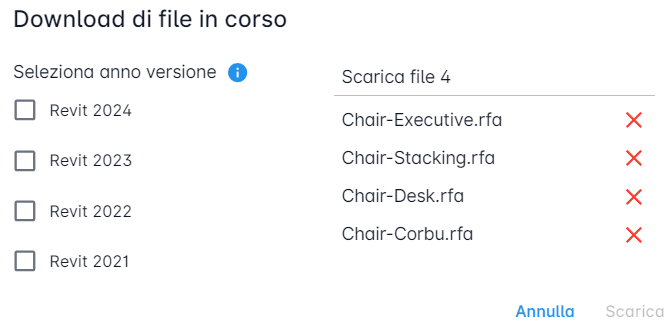 Download di file in corso
Seleziona anno versione
Revit 2024
Revit 2023
Revit 2022
Revit 2021
Scarica file 4
Chair-Executive.rfa
Chair-Stacking.rfa
Chair-Desk.rfa
Chair-Corbu.rfa
Annulla
Scarica